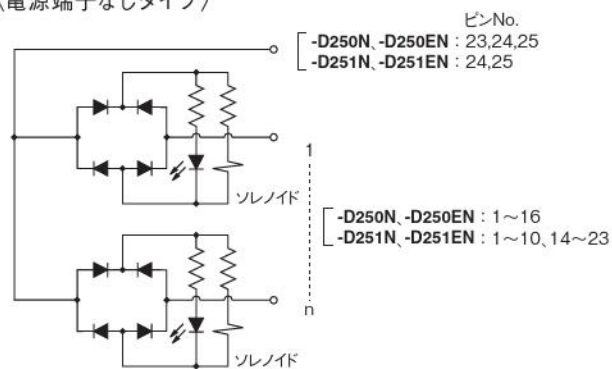 (電源端子なしタイプ)
ピンNo.
-D250N、-D250EN：23,24,25
-D251N、-D251EN：24,25
1
ソレノイド
-D250N、-D250EN：1～16
-D251N、-D251EN：1～10、14～23
n
ソレノイド